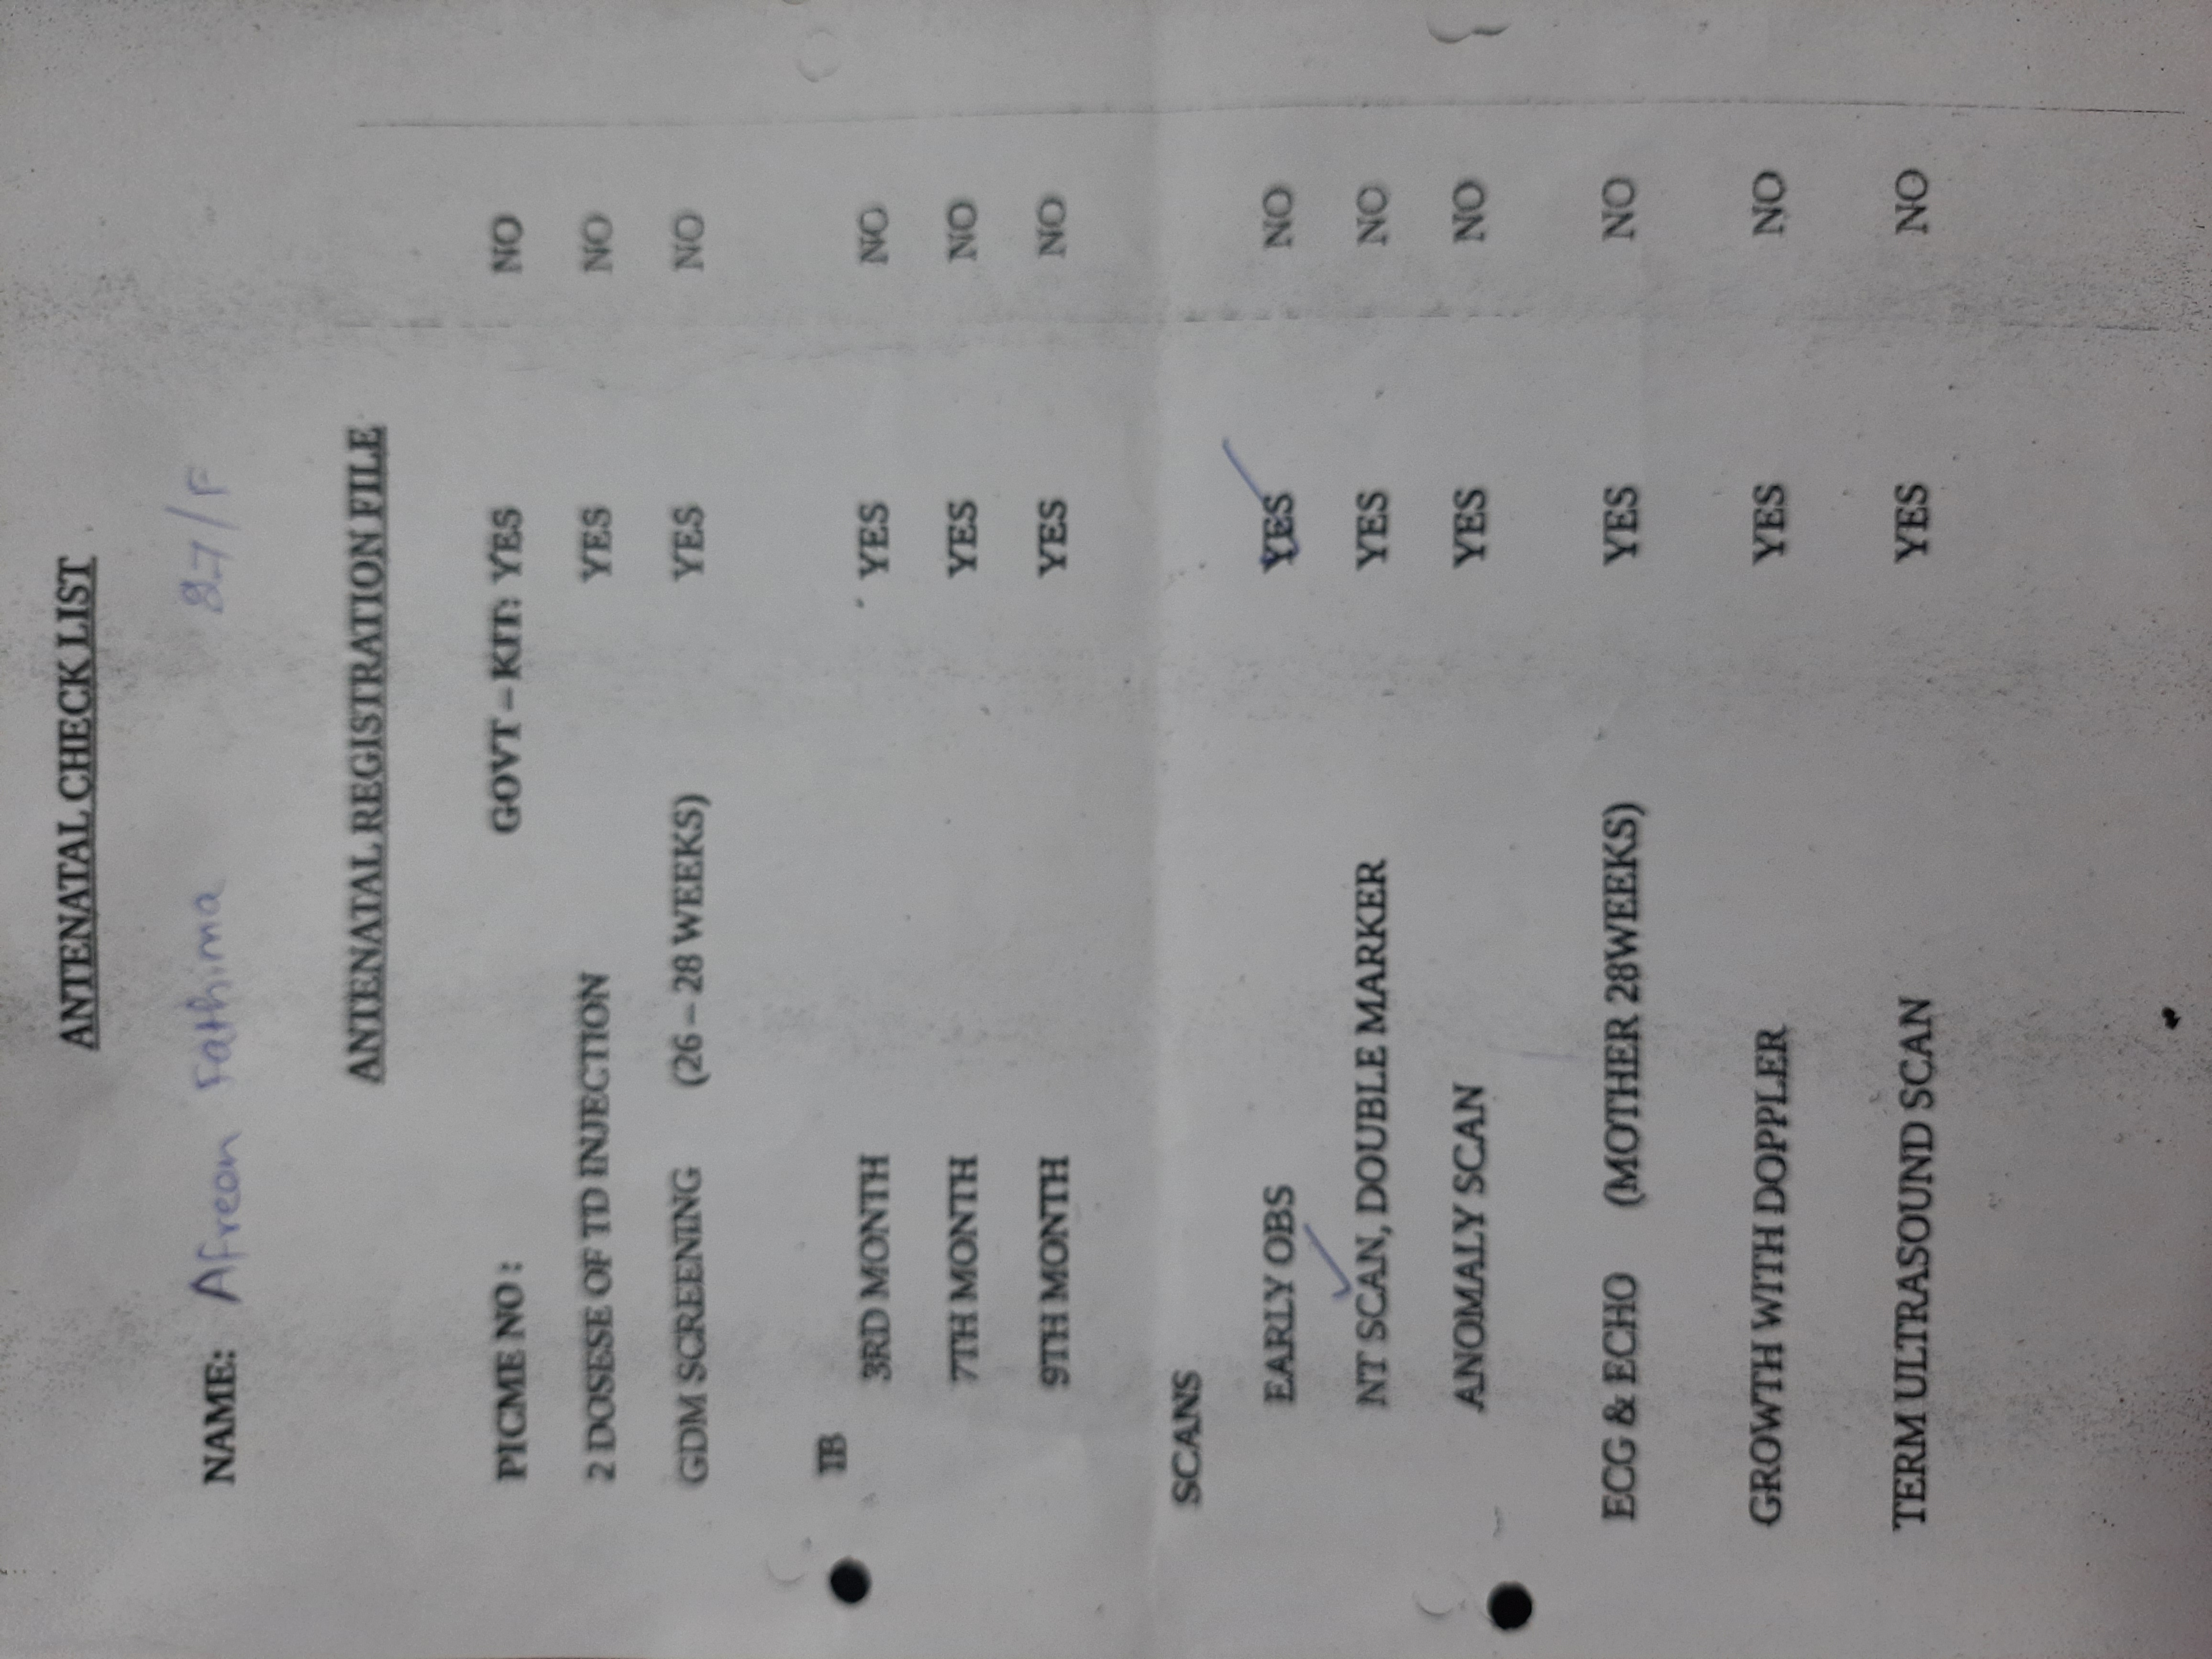 ANTENATAL CHECK LIST
NAME: Afreen Fathima 27/F
ANTENATAL REGISTRATION FILE
PICME NO : GOVT – KIT: YES NO
2 DOSESE OF TD INJECTION YES NO
GDM SCREENING (26 – 28 WEEKS) YES NO
IB
3RD MONTH YES NO
7TH MONTH YES NO
9TH MONTH YES NO
SCANS
EARLY OBS YES ✓ NO
✓
NT SCAN, DOUBLE MARKER YES NO
ANOMALY SCAN YES NO
ECG & ECHO (MOTHER 28WEEKS) YES NO
GROWTH WITH DOPPLER YES NO
TERM ULTRASOUND SCAN YES NO